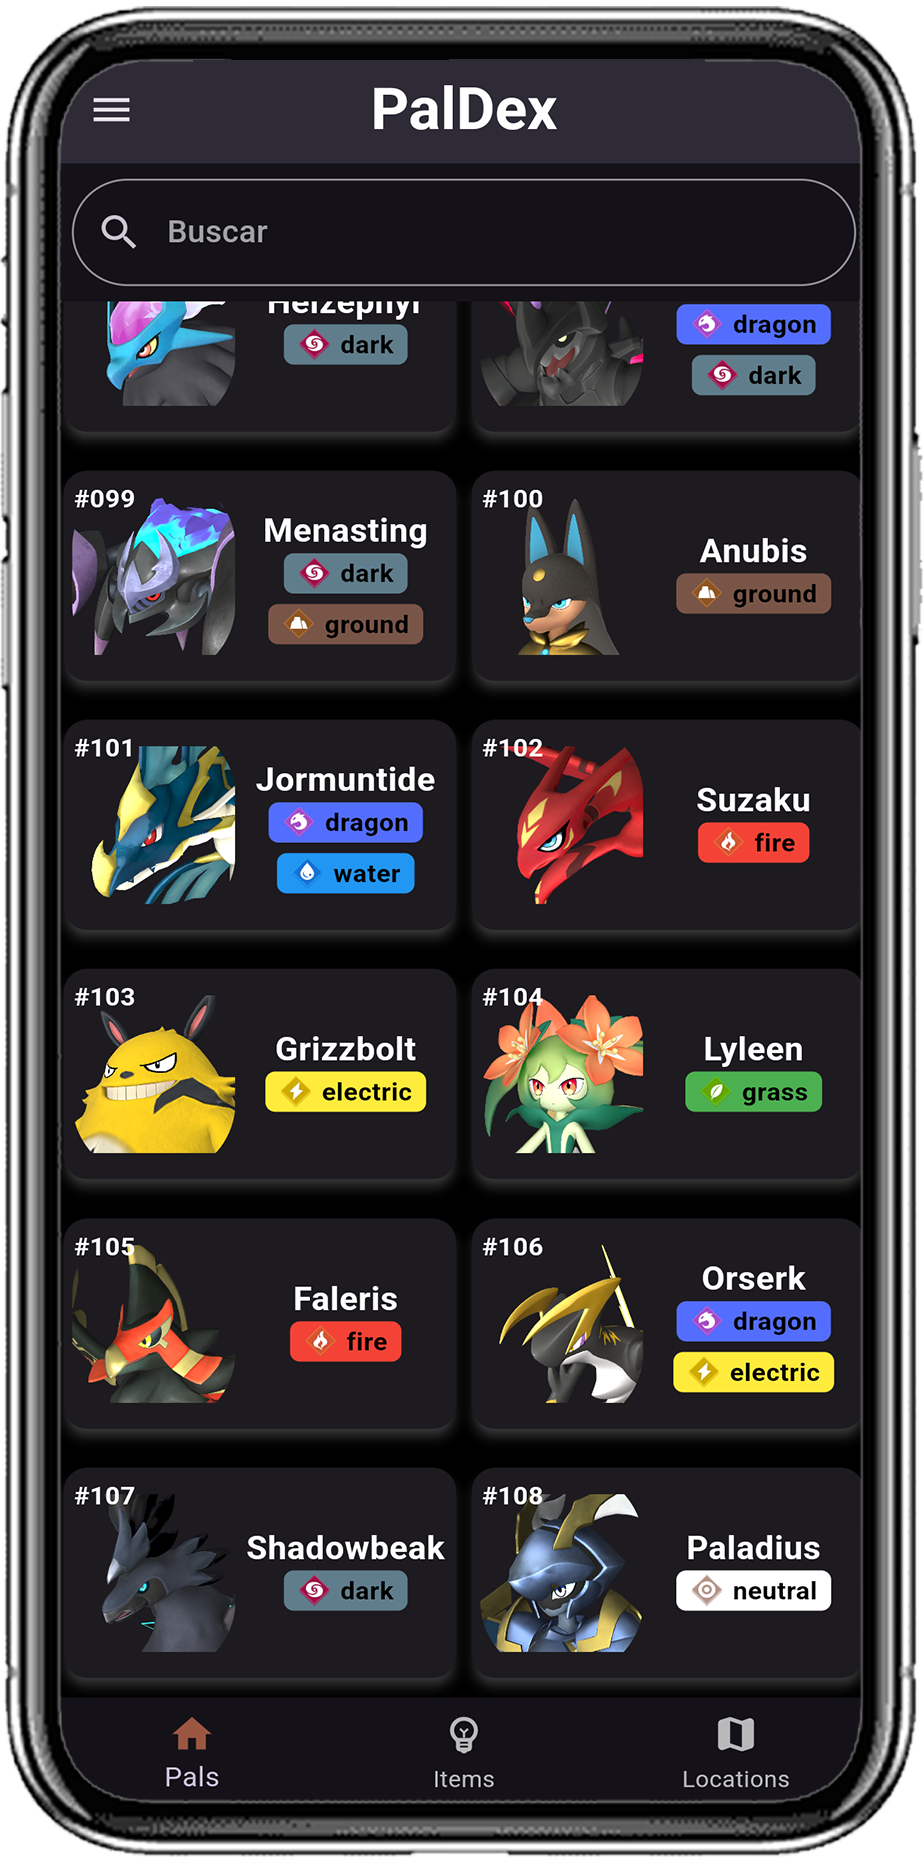 PalDex
Buscar
Helzephyr
dark
dragon
dark
#099
Menasting
dark
ground
#100
Anubis
ground
#101
Jormuntide
dragon
water
#102
Suzaku
fire
#103
Grizzbolt
electric
#104
Lyleen
grass
#105
Faleris
fire
#106
Orserk
dragon
electric
#107
Shadowbeak
dark
#108
Paladius
neutral
Pals
Items
Locations